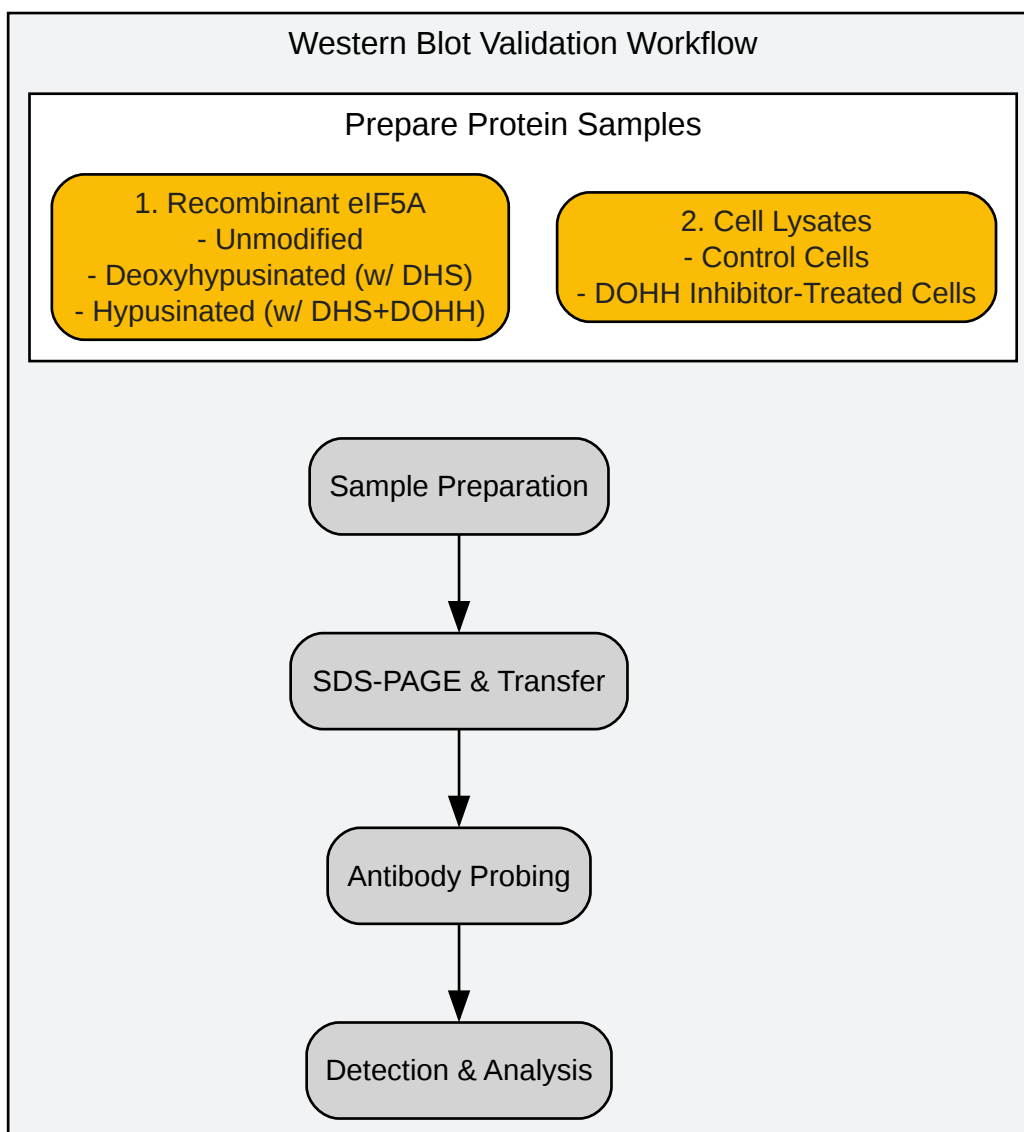 Western Blot Validation Workflow
Prepare Protein Samples
1. Recombinant eIF5A
- Unmodified
- Deoxyhypusinated (w/ DHS)
- Hypusinated (w/ DHS+DOHH)
2. Cell Lysates
- Control Cells
- DOHH Inhibitor-Treated Cells
Sample Preparation
SDS-PAGE & Transfer
Antibody Probing
Detection & Analysis